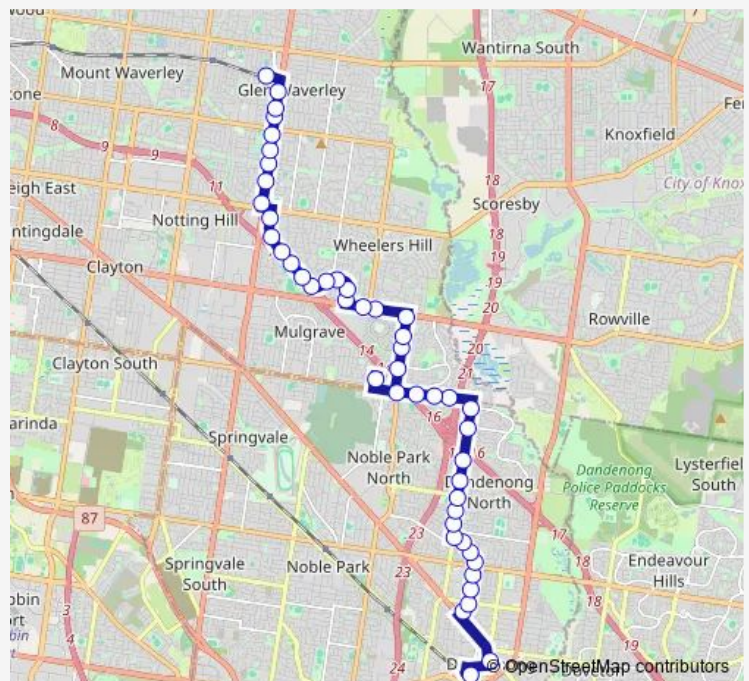 7
Wantirna South
Mount Waverley
17
Glen Waverley
8
9
9
Knoxfield
18
11
City of Knox
Scoresby
Notting Hill
18
Wheelers Hill
19
Clayton
19
20
Rowville
Mulgrave
14
20
Clayton South
21
16
Springvale
Noble Park
North
6
Dandenong
North
Lysterfield
South
Dandenong
Police Paddocks
Reserve
87
23
17
Springvale
South
Noble Park
18
Endeavour
Hills
23
3
4
18
19
24
D
© OpenStreetMap contributors